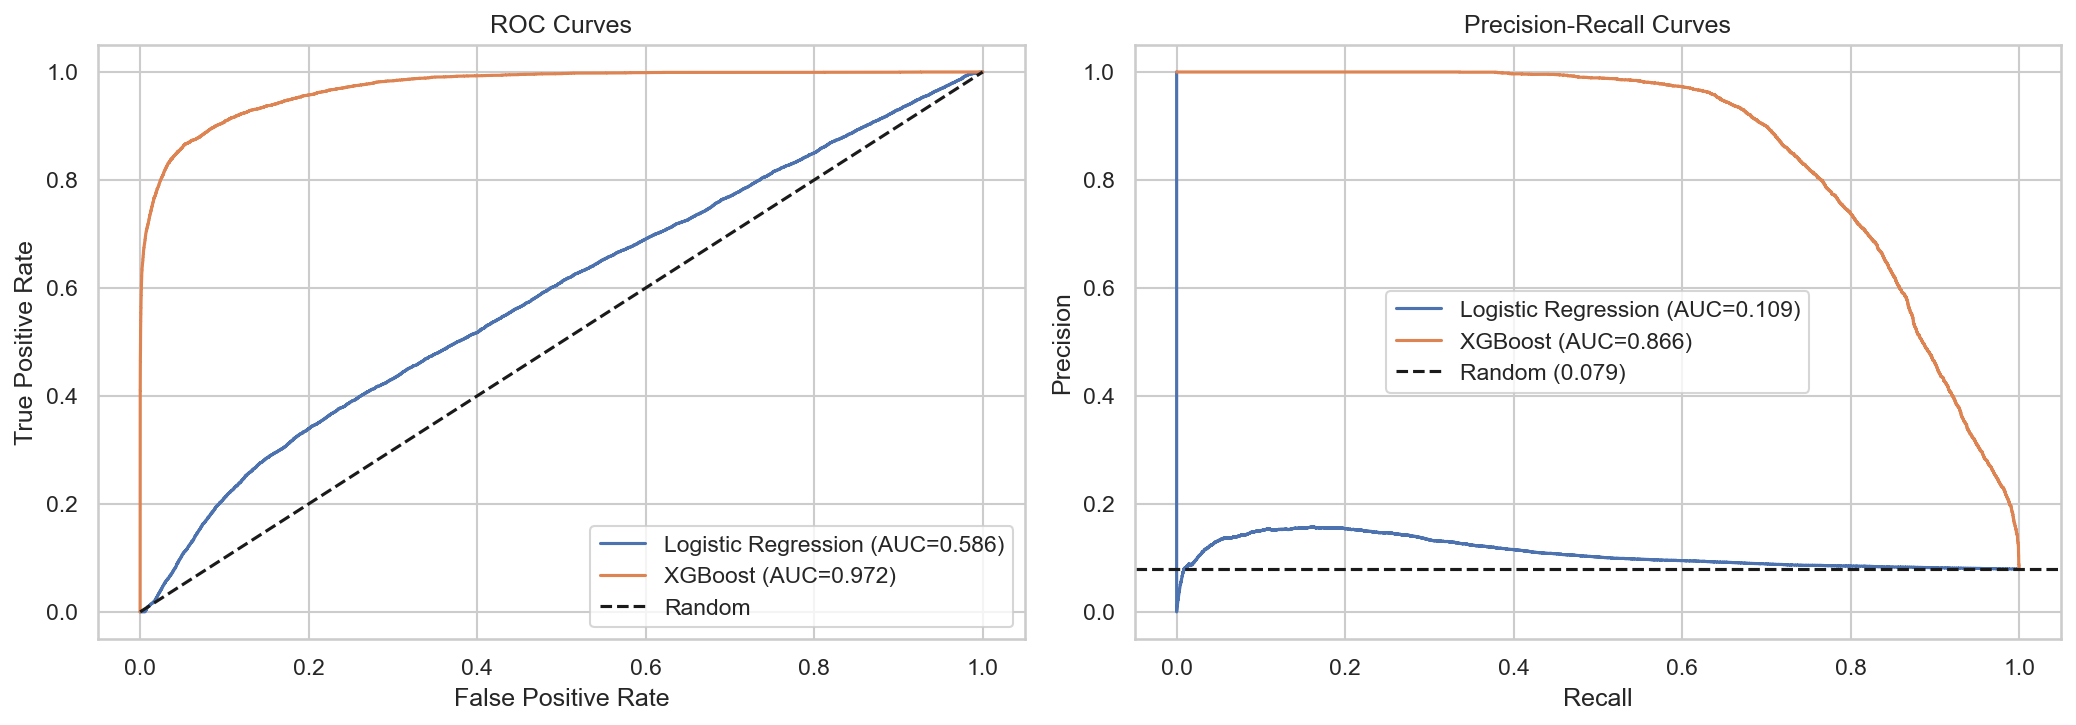 ROC Curves
True Positive Rate
1.0
0.8
0.6
0.4
0.2
0.0
Logistic Regression (AUC=0.586)
XGBoost (AUC=0.972)
Random
0.0 0.2 0.4 0.6 0.8 1.0
False Positive Rate
Precision-Recall Curves
Precision
1.0
0.8
0.6
0.4
0.2
0.0
Logistic Regression (AUC=0.109)
XGBoost (AUC=0.866)
Random (0.079)
0.0 0.2 0.4 0.6 0.8 1.0
Recall